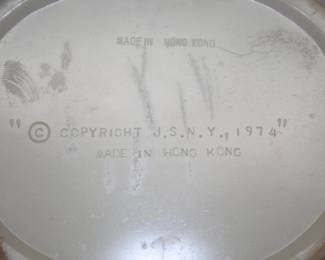 MADE IN HONG KONG
"© COPYRIGHT J.S.N.Y., 1974"
MADE IN HONG KONG